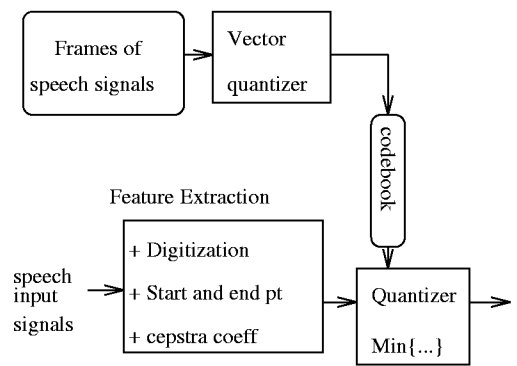 Frames of
speech signals
Vector
quantizer
codebook
Feature Extraction
+ Digitization
+ Start and end pt
+ cepstra coeff
speech
input
signals
Quantizer
Min{...}